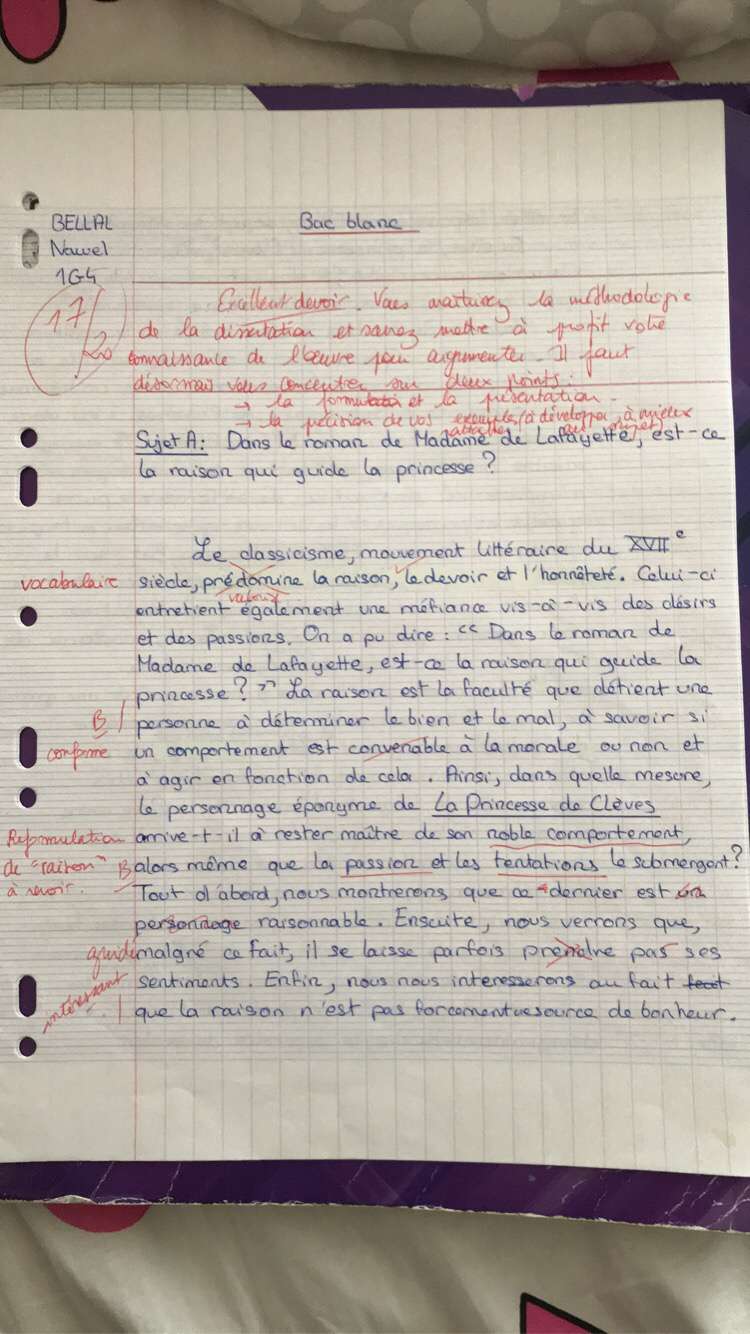 BELLAL
Bac blanc
Nawel
1G4
17/20
Excellent devoir. Vous maîtrisez la méthodologie
de la dissertation et savez mettre à profit votre
connaissance de l'œuvre pour argumenter. Il faut
désormais vous concentrer sur deux points :
→ la formulation et la présentation.
→ la précision de vos exemples (à développer, à mieux
rattacher au sujet)
Sujet A: Dans le roman de Madame de Lafayette, est-ce
la raison qui guide la princesse ?
Le classicisme, mouvement littéraire du XVIIe
vocabulaire
siècle, prédomine la raison, le devoir et l'honnêteté. Celui-ci
entretient également une méfiance vis-à-vis des désirs
et des passions. On a pu dire : "Dans le roman de
Madame de Lafayette, est-ce la raison qui guide la
princesse ?" La raison est la faculté que détient une
B
personne à déterminer le bien et le mal, à savoir si
conforme
un comportement est convenable à la morale ou non et
à agir en fonction de cela. Ainsi, dans quelle mesure,
le personnage éponyme de La Princesse de Clèves
Reformulation
arrive-t-il à rester maître de son noble comportement,
de "raison" B
alors même que la passion et les tentations le submergent ?
à revoir.
Tout d'abord, nous montrerons que ce dernier est un
personnage raisonnable. Ensuite, nous verrons que,
guider
malgré ce fait, il se laisse parfois prendre par ses
sentiments. Enfin, nous nous interesserons au fait
intéressant
que la raison n'est pas forcement source de bonheur.